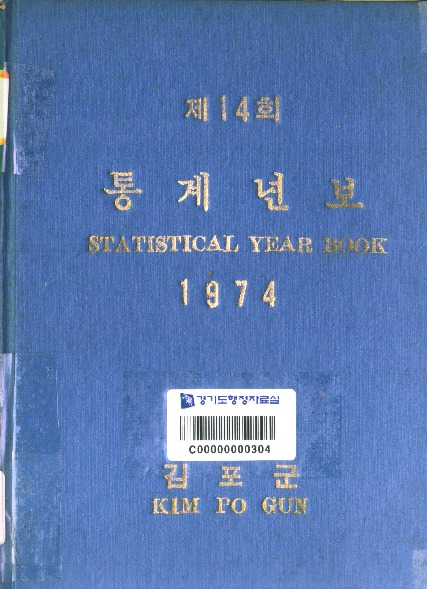 제14회
통계년보
STATISTICAL YEAR BOOK
1974
경기도행정자료실
C00000000304
김포군
KIM PO GUN